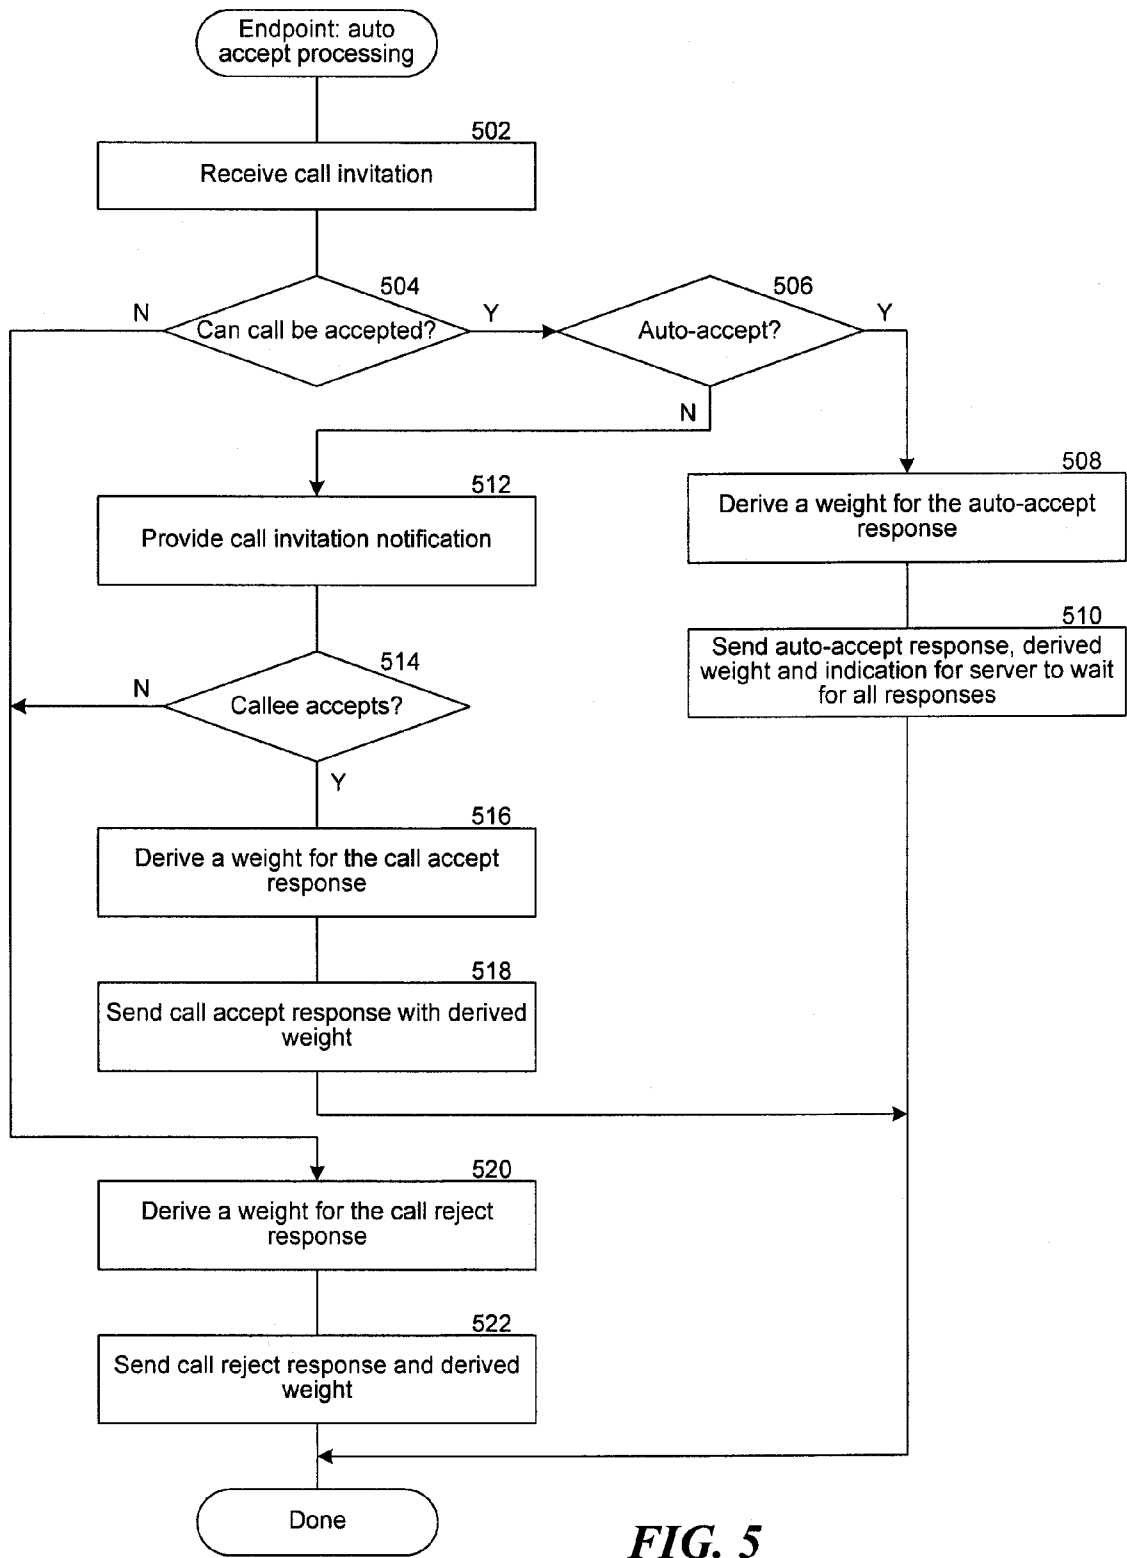 Endpoint: auto
accept processing
502
Receive call invitation
504
Can call be accepted?
N
Y
506
Auto-accept?
Y
N
508
Derive a weight for the auto-accept
response
510
Send auto-accept response, derived
weight and indication for server to wait
for all responses
512
Provide call invitation notification
514
Callee accepts?
N
Y
516
Derive a weight for the call accept
response
518
Send call accept response with derived
weight
520
Derive a weight for the call reject
response
522
Send call reject response and derived
weight
Done
FIG. 5